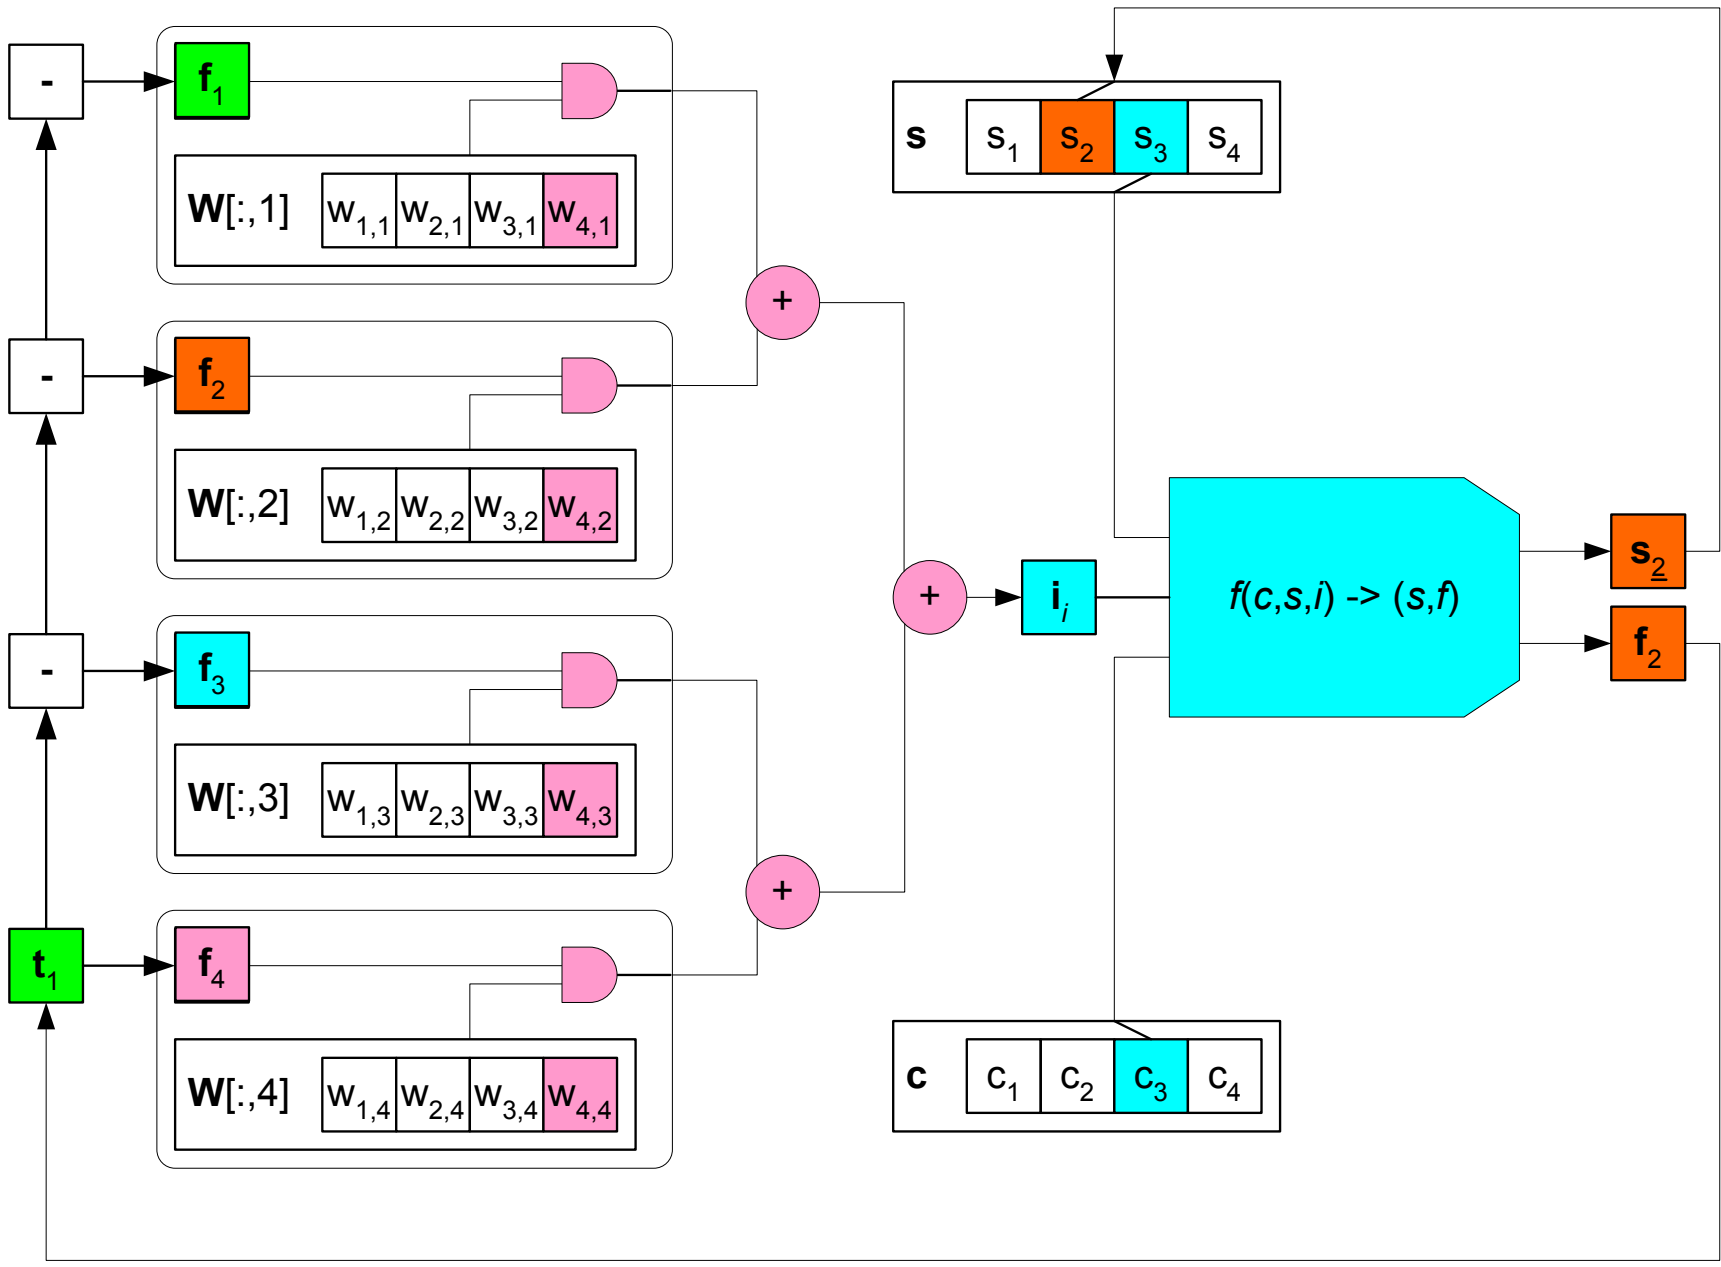 - f1
W[:,1] w1,1 w2,1 w3,1 w4,1
- f2
W[:,2] w1,2 w2,2 w3,2 w4,2
- f3
W[:,3] w1,3 w2,3 w3,3 w4,3
t1 f4
W[:,4] w1,4 w2,4 w3,4 w4,4
+
+
+
ii
s s1 s2 s3 s4
f(c,s,i) -> (s,f)
s2
f2
c c1 c2 c3 c4